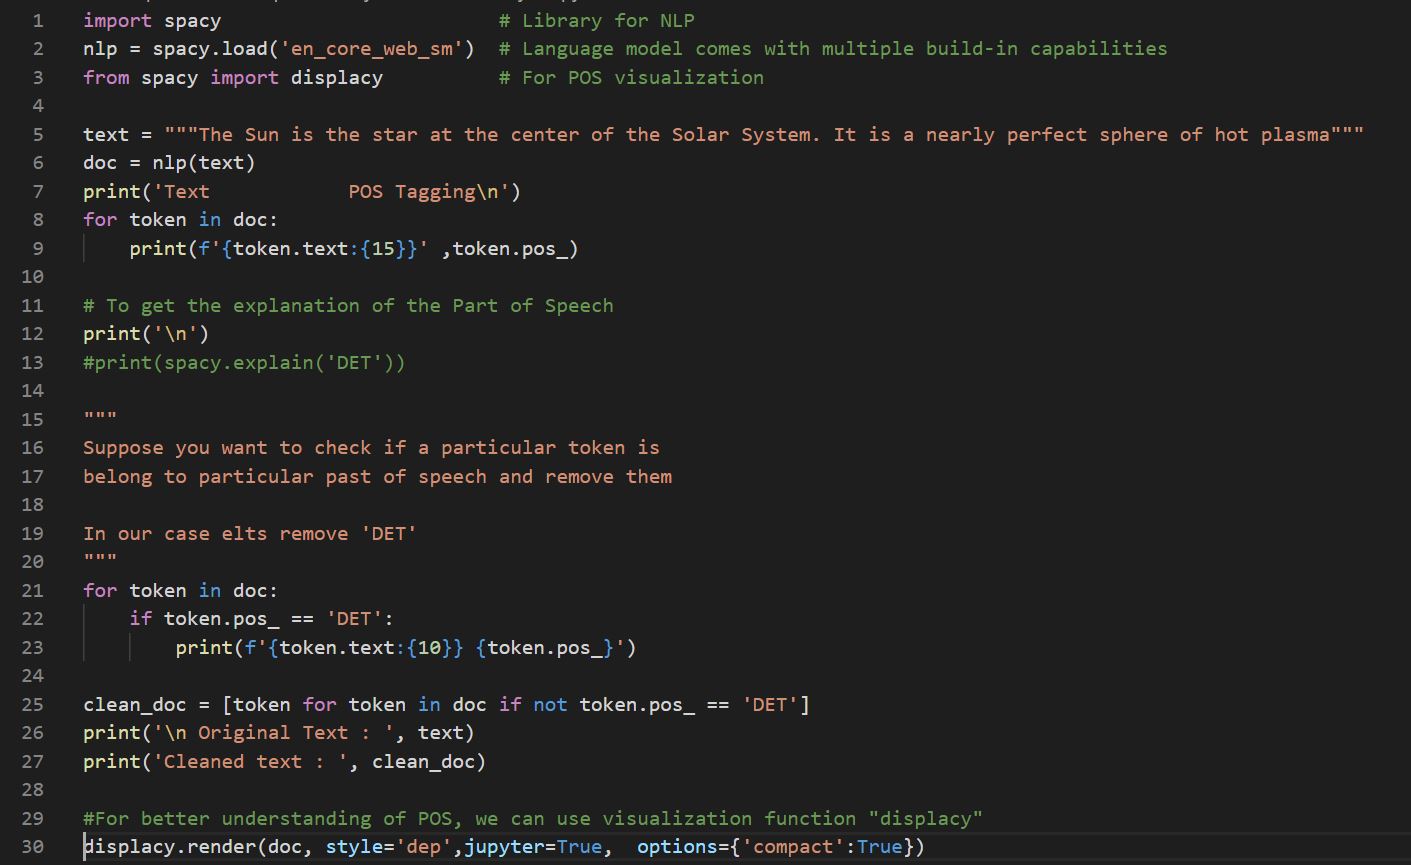 1 import spacy # Library for NLP
2 nlp = spacy.load('en_core_web_sm') # Language model comes with multiple build-in capabilities
3 from spacy import displacy # For POS visualization
4
5 text = """The Sun is the star at the center of the Solar System. It is a nearly perfect sphere of hot plasma"""
6 doc = nlp(text)
7 print('Text            POS Tagging\n')
8 for token in doc:
9     print(f'{token.text:{15}}' ,token.pos_)
10
11 # To get the explanation of the Part of Speech
12 print('\n')
13 #print(spacy.explain('DET'))
14
15 """
16 Suppose you want to check if a particular token is
17 belong to particular past of speech and remove them
18
19 In our case elts remove 'DET'
20 """
21 for token in doc:
22     if token.pos_ == 'DET':
23         print(f'{token.text:{10}} {token.pos_}')
24
25 clean_doc = [token for token in doc if not token.pos_ == 'DET']
26 print('\n Original Text : ', text)
27 print('Cleaned text : ', clean_doc)
28
29 #For better understanding of POS, we can use visualization function "displacy"
30 displacy.render(doc, style='dep',jupyter=True,  options={'compact':True})